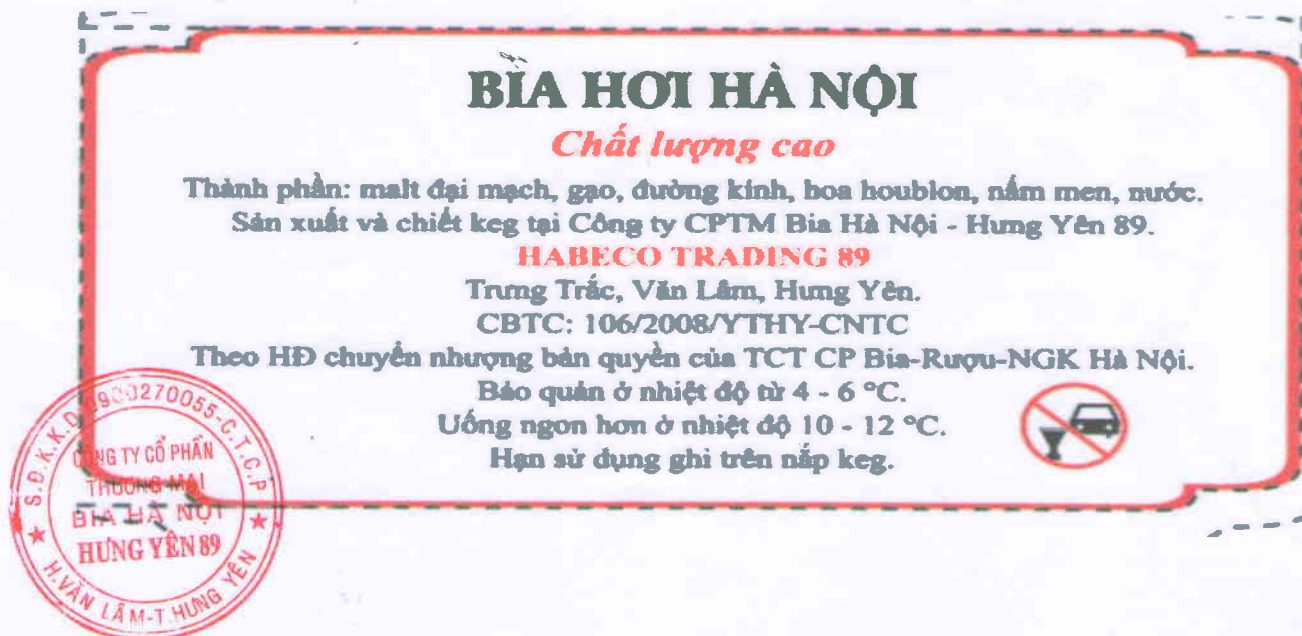 BIA HƠI HÀ NỘI
Chất lượng cao
Thành phần: malt đại mạch, gạo, đường kính, hoa houblon, nấm men, nước.
Sản xuất và chiết keg tại Công ty CPTM Bia Hà Nội - Hưng Yên 89.
HABECO TRADING 89
Trưng Trắc, Văn Lâm, Hưng Yên.
CBTC: 106/2008/YTHY-CNTC
Theo HĐ chuyển nhượng bản quyền của TCT CP Bia-Rượu-NGK Hà Nội.
Bảo quản ở nhiệt độ từ 4 - 6 °C.
Uống ngon hơn ở nhiệt độ 10 - 12 °C.
Hạn sử dụng ghi trên nắp keg.
S.Đ.K.K.D.0900270055-C.T.C.P
CÔNG TY CỔ PHẦN
THƯƠNG MẠI
BIA HÀ NỘI
HƯNG YÊN 89
H.VĂN LÂM-T.HƯNG YÊN